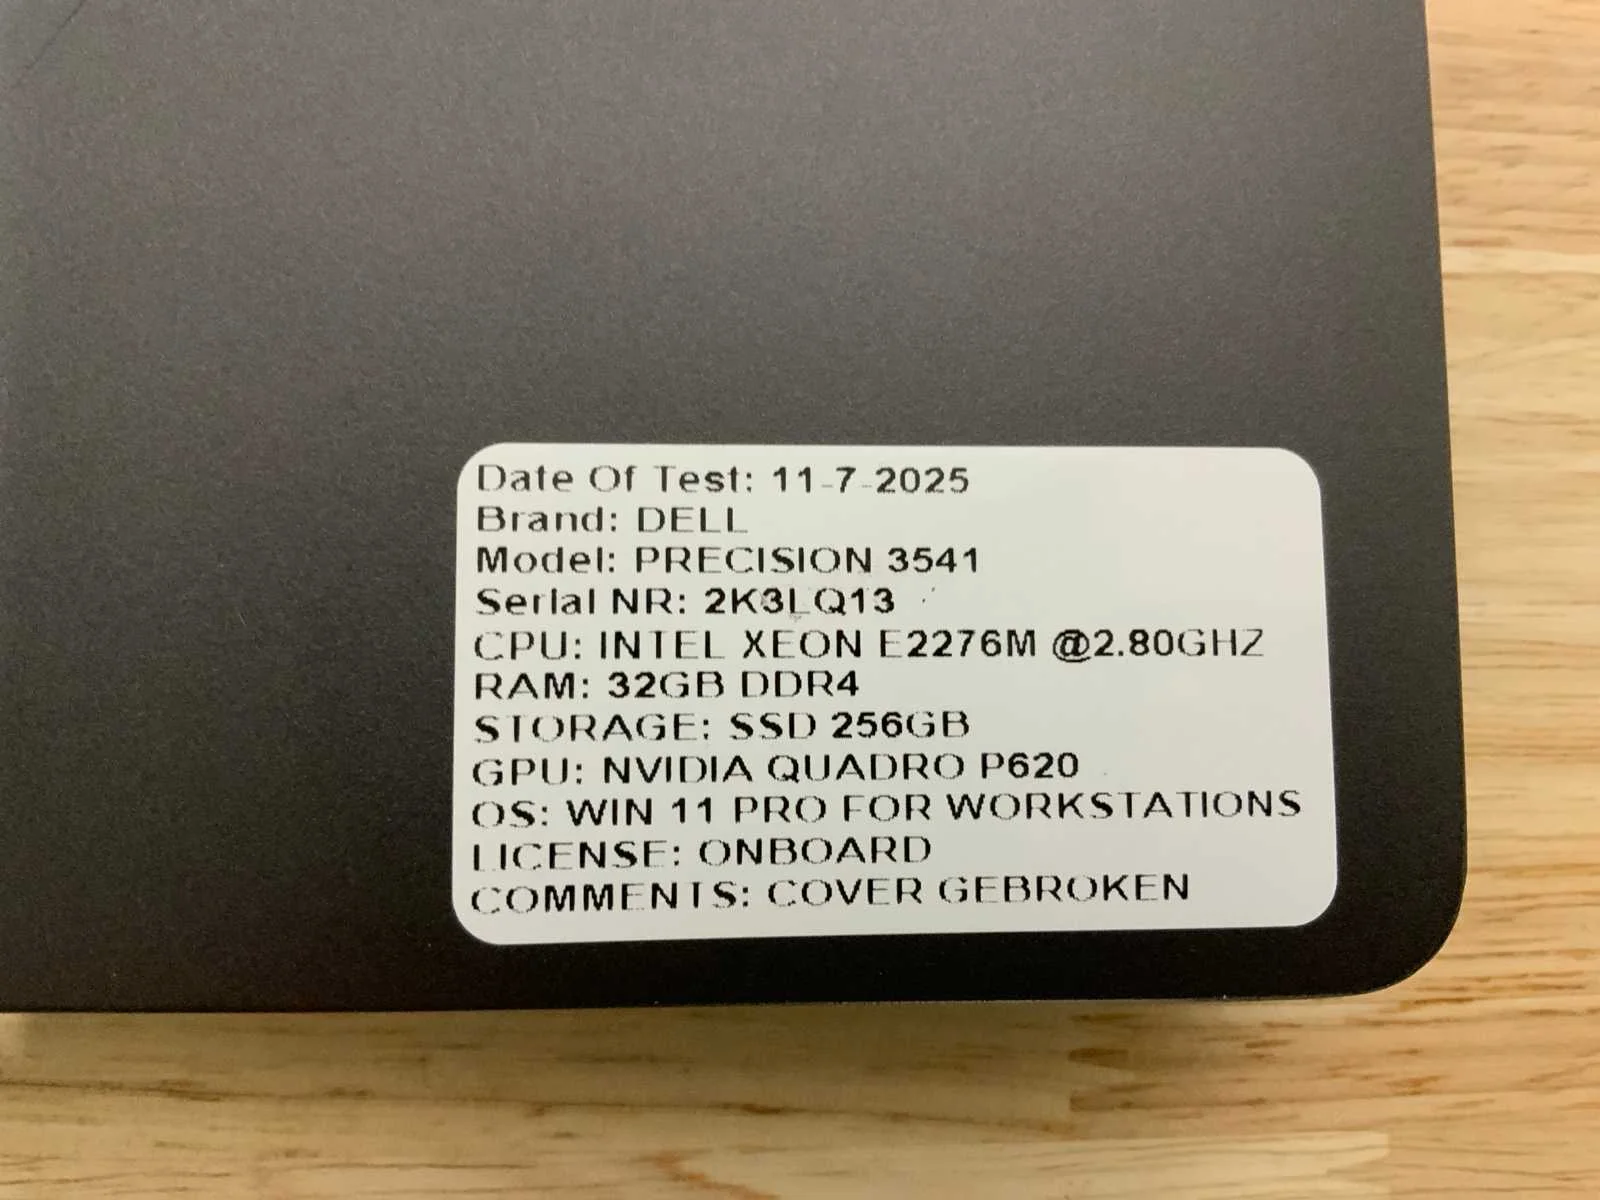 Date Of Test: 11-7-2025
Brand: DELL
Model: PRECISION 3541
Serial NR: 2K3LQ13
CPU: INTEL XEON E2276M @2.80GHZ
RAM: 32GB DDR4
STORAGE: SSD 256GB
GPU: NVIDIA QUADRO P620
OS: WIN 11 PRO FOR WORKSTATIONS
LICENSE: ONBOARD
COMMENTS: COVER GEBROKEN